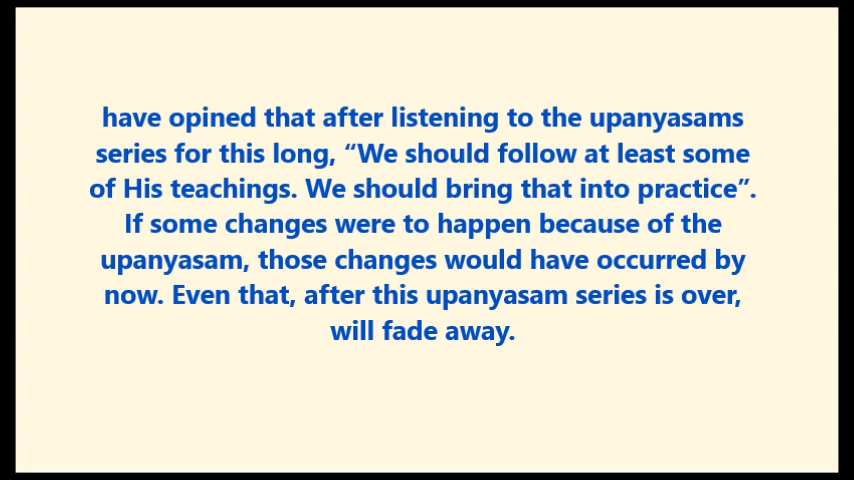 have opined that after listening to the upanyasams
series for this long, “We should follow at least some
of His teachings. We should bring that into practice”.
If some changes were to happen because of the
upanyasam, those changes would have occurred by
now. Even that, after this upanyasam series is over,
will fade away.